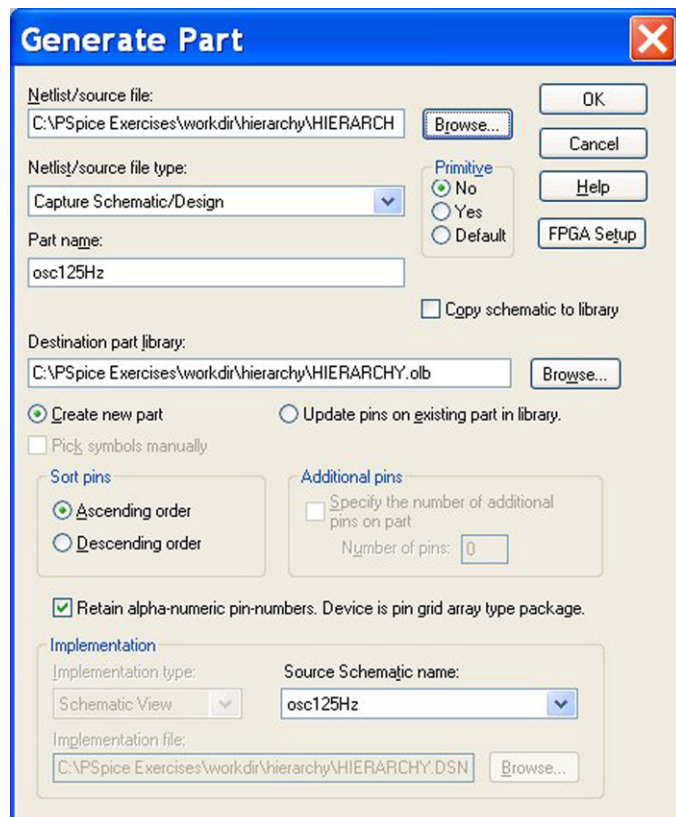 Generate Part
Netlist/source file:
C:\PSpice Exercises\workdir\hierarchy\HIERARCH
Browse...
OK
Cancel
Help
FPGA Setup
Netlist/source file type:
Capture Schematic/Design
Primitive
No
Yes
Default
Part name:
osc125Hz
Copy schematic to library
Destination part library:
C:\PSpice Exercises\workdir\hierarchy\HIERARCHY.olb
Browse...
Create new part
Update pins on existing part in library.
Pick symbols manually
Sort pins
Ascending order
Descending order
Additional pins
Specify the number of additional
pins on part
Number of pins: 0
Retain alpha-numeric pin-numbers. Device is pin grid array type package.
Implementation
Implementation type:
Schematic View
Source Schematic name:
osc125Hz
Implementation file:
C:\PSpice Exercises\workdir\hierarchy\HIERARCHY.DSN
Browse...